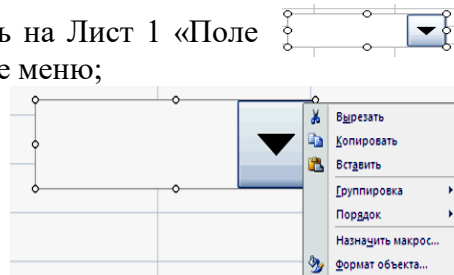 ь на Лист 1 «Поле
е меню;
Вырезать
Копировать
Вставить
Группировка
Порядок
Назначить макрос...
Формат объекта...